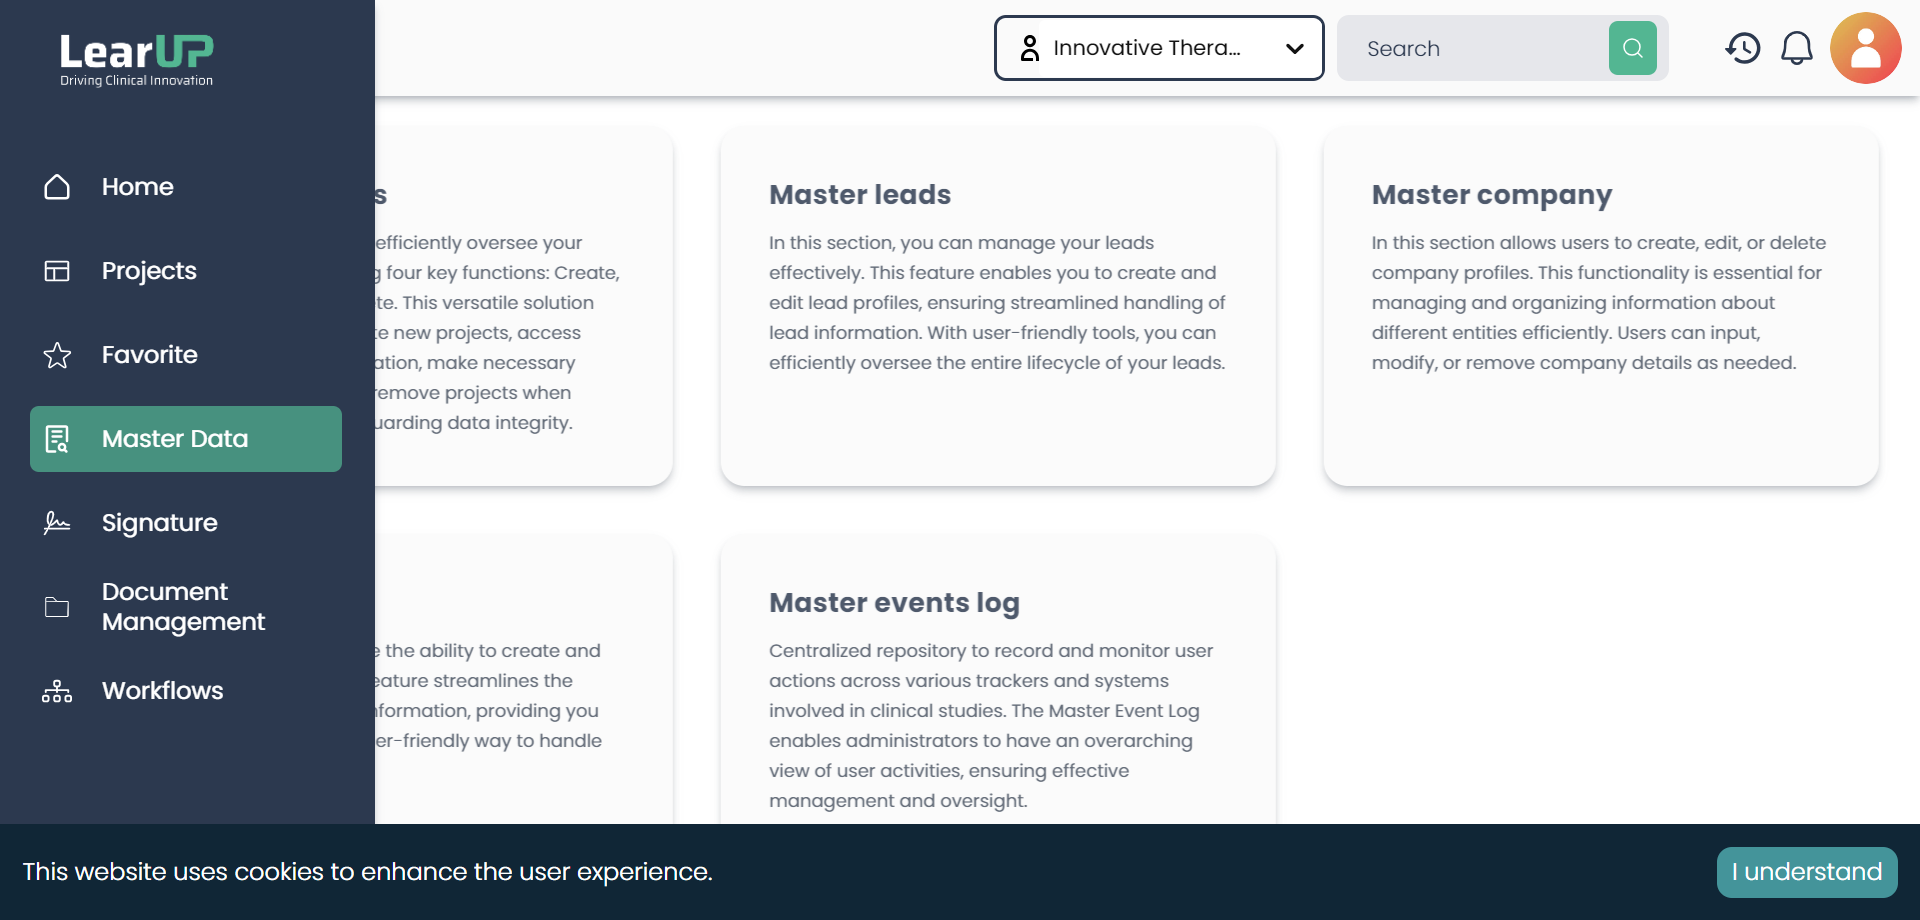 LearUP
Driving Clinical Innovation
Innovative Thera...
Search
Home
Projects
Favorite
Master Data
Signature
Document
Management
Workflows
efficiently oversee your
four key functions: Create,
This versatile solution
new projects, access
make necessary
remove projects when
data integrity.
Master leads
In this section, you can manage your leads
effectively. This feature enables you to create and
edit lead profiles, ensuring streamlined handling of
lead information. With user-friendly tools, you can
efficiently oversee the entire lifecycle of your leads.
Master company
In this section allows users to create, edit, or delete
company profiles. This functionality is essential for
managing and organizing information about
different entities efficiently. Users can input,
modify, or remove company details as needed.
the ability to create and
streamlines the
providing you
way to handle
Master events log
Centralized repository to record and monitor user
actions across various trackers and systems
involved in clinical studies. The Master Event Log
enables administrators to have an overarching
view of user activities, ensuring effective
management and oversight.
This website uses cookies to enhance the user experience.
I understand